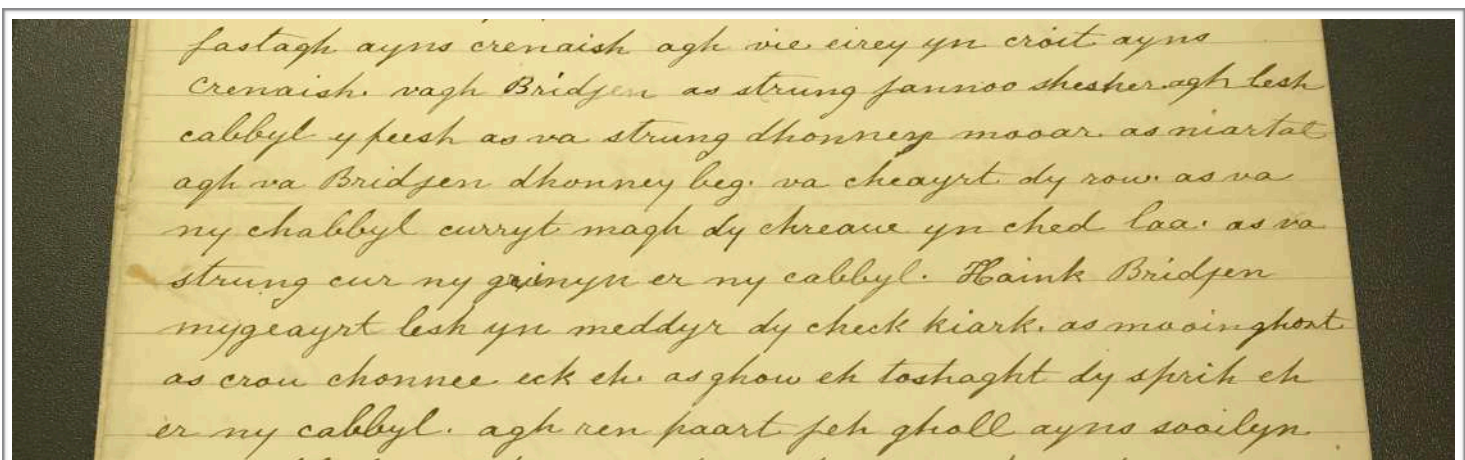 fastagh ayns crenaish agh vie eirey yn croit ayns
crenaish. vagh Bridjen as strung jannoo shesheragh lesh
cabbyl y feesh as va strung dhonney mooar. as niartal
agh va Bridjen dhonney beg. va cheayrt dy row. as va
ny chabbyl curryt magh dy chreaue yn ched laa. as va
strung cur ny grinyn er ny cabbyl. Haink Bridjen
mygeayrt lesh yn meddyr dy check kiark. as mooin ghort
as crou chonnee eck eh. as ghow eh toshaght dy sprih eh
er ny cabbyl. agh ren paart jeh gholl ayns sooilyn